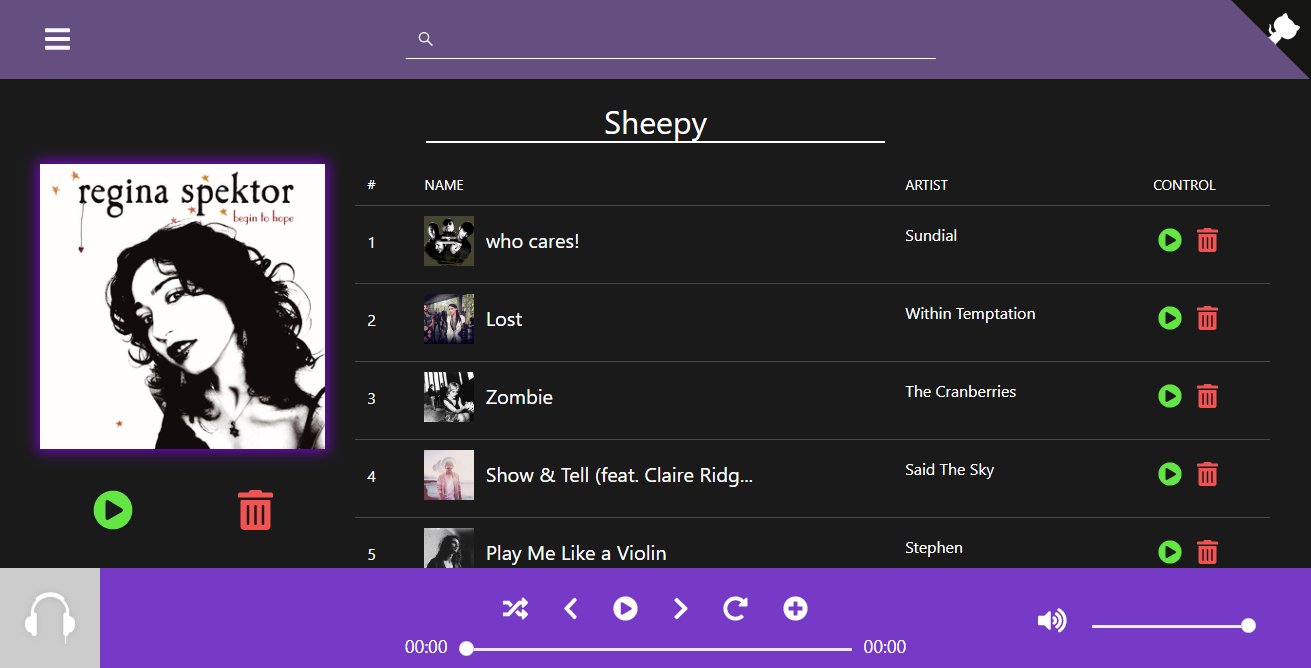 Sheepy
regina spektor
begin to hope
# NAME ARTIST CONTROL
1 who cares! Sundial
2 Lost Within Temptation
3 Zombie The Cranberries
4 Show & Tell (feat. Claire Ridg... Said The Sky
5 Play Me Like a Violin Stephen
00:00 00:00